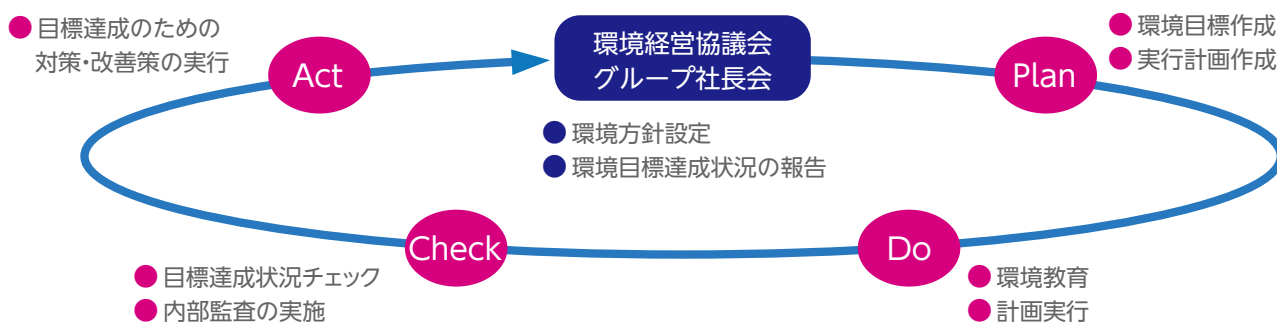 ● 目標達成のための
対策・改善策の実行
Act
環境経営協議会
グループ社長会
● 環境方針設定
● 環境目標達成状況の報告
Plan
● 環境目標作成
● 実行計画作成
Check
● 目標達成状況チェック
● 内部監査の実施
Do
● 環境教育
● 計画実行